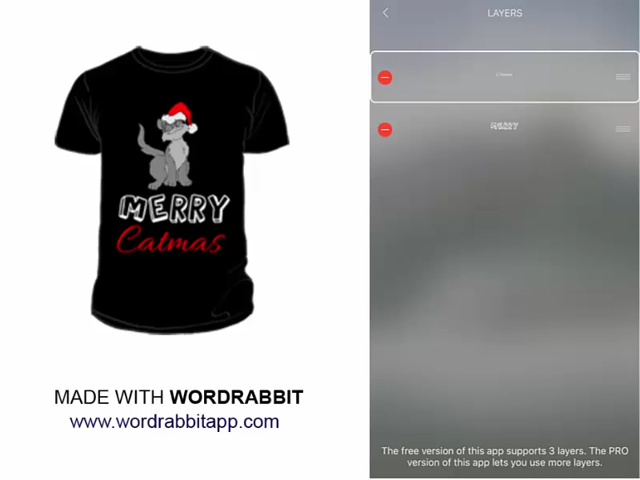 MERRY
Catmas
MADE WITH WORDRABBIT
www.wordrabbitapp.com
LAYERS
MERRY
The free version of this app supports 3 layers. The PRO
version of this app lets you use more layers.